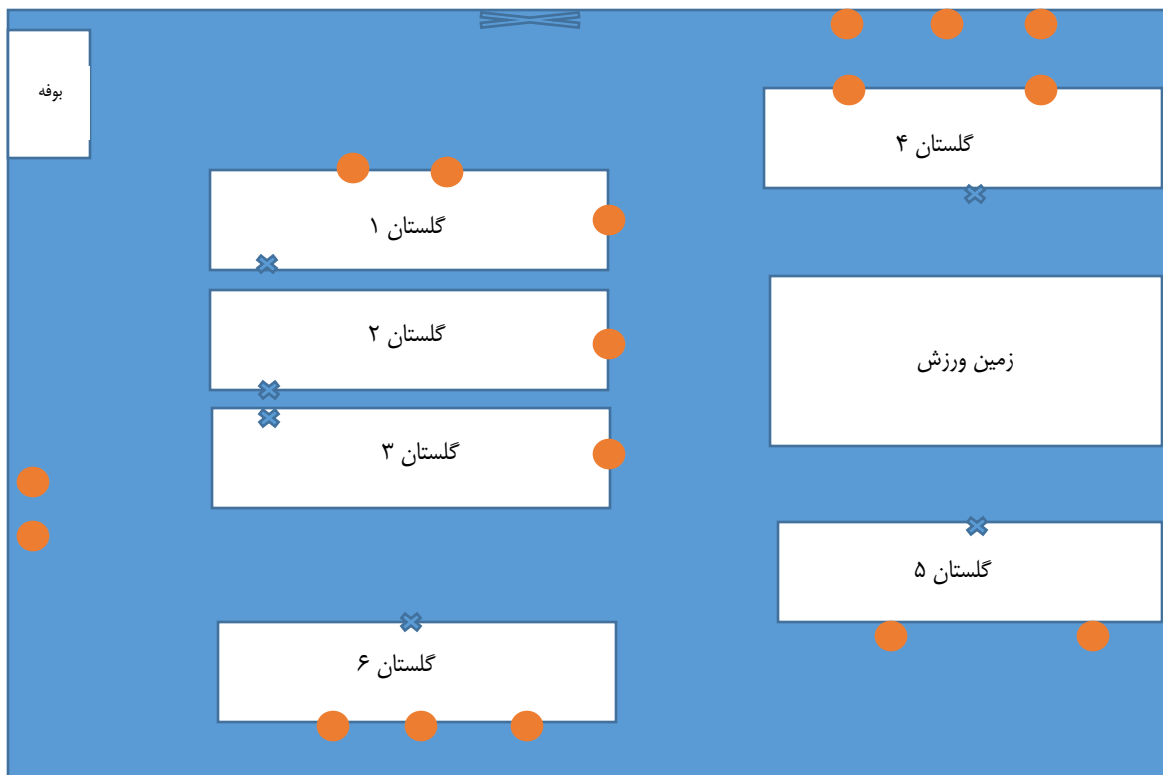 بوفه
گلستان ۴
گلستان ۱
گلستان ۲
زمین ورزش
گلستان ۳
گلستان ۵
گلستان ۶